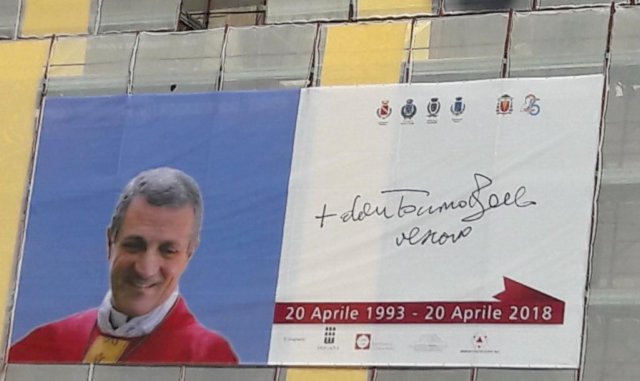 + don Tonino Bello
vescovo
20 Aprile 1993 - 20 Aprile 2018